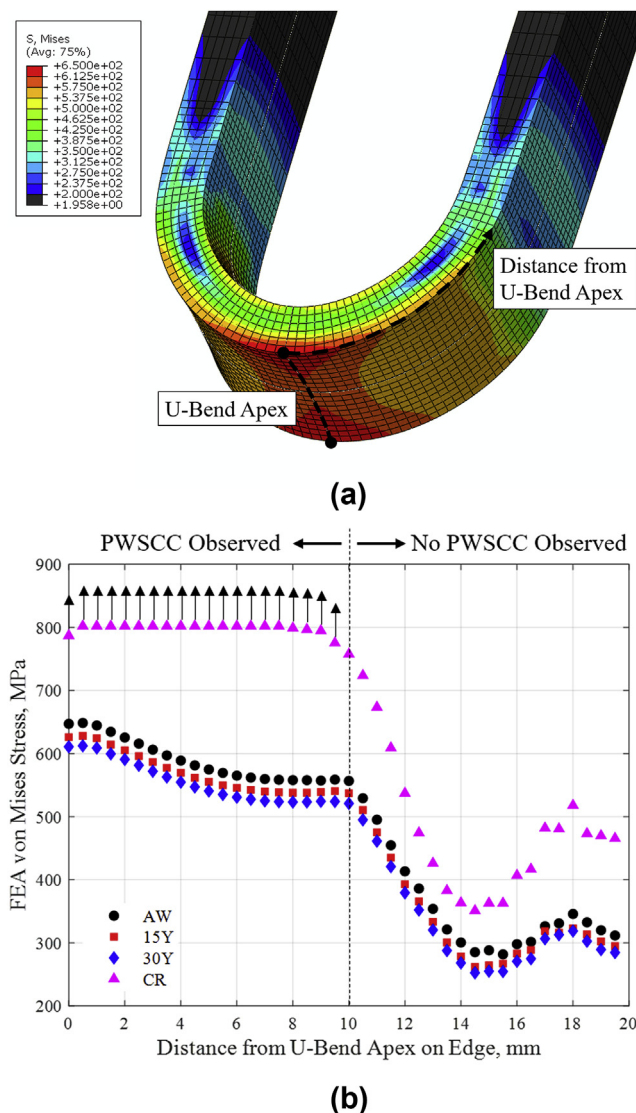 S, Mises
(Avg: 75%)
+6.500e+02
+6.125e+02
+5.750e+02
+5.375e+02
+5.000e+02
+4.625e+02
+4.250e+02
+3.875e+02
+3.500e+02
+3.125e+02
+2.750e+02
+2.375e+02
+2.000e+02
+1.958e+00
Distance from
U-Bend Apex
U-Bend Apex
(a)
PWSCC Observed
No PWSCC Observed
FEA von Mises Stress, MPa
900
800
700
600
500
400
300
200
AW
15Y
30Y
CR
0 2 4 6 8 10 12 14 16 18 20
Distance from U-Bend Apex on Edge, mm
(b)